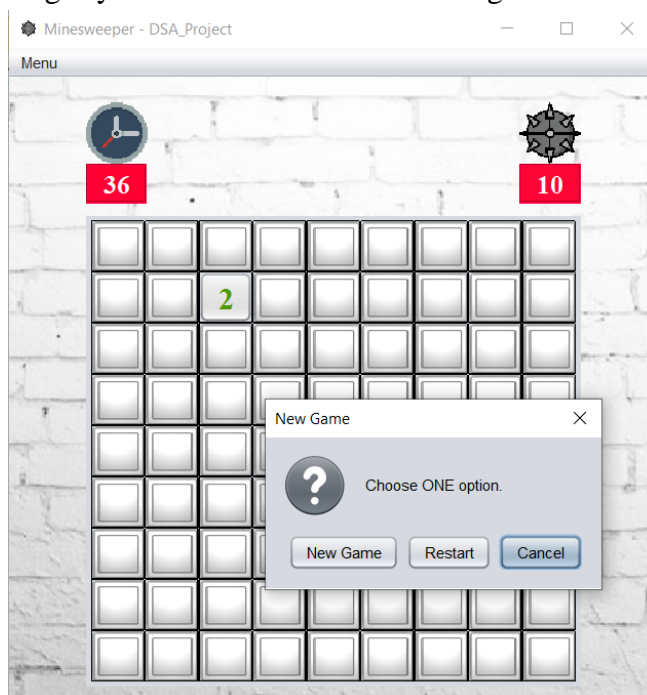 Minesweeper - DSA_Project
Menu
36
10
2
New Game
Choose ONE option.
New Game Restart Cancel